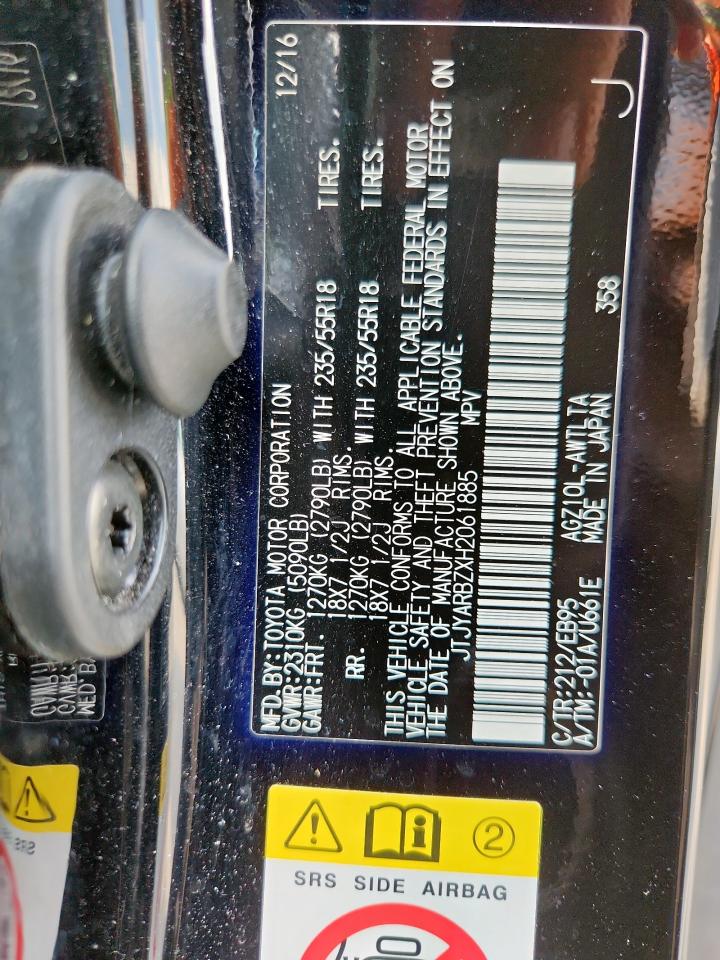 MFD.BY:TOYOTA MOTOR CORPORATION 12/16
GVWR:2310KG (5090LB)
GAWR:FRT. 1270KG (2790LB) WITH 235/55R18 TIRES.
18X7 1/2J RIMS.
RR. 1270KG (2790LB) WITH 235/55R18 TIRES.
18X7 1/2J RIMS.
THIS VEHICLE CONFORMS TO ALL APPLICABLE FEDERAL MOTOR
VEHICLE SAFETY AND THEFT PREVENTION STANDARDS IN EFFECT ON
THE DATE OF MANUFACTURE SHOWN ABOVE.
JTJYARBZXH2061885 MPV
C/TR:212/EB95 AGZ10L-AWTLTA
A/TM:-01A/U661E MADE IN JAPAN 358
J
2
SRS SIDE AIRBAG